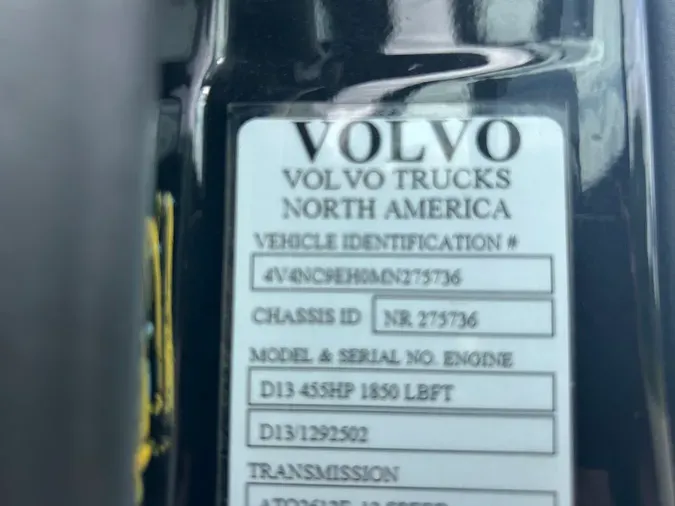 VOLVO
VOLVO TRUCKS
NORTH AMERICA
VEHICLE IDENTIFICATION #
4V4NC9EH0MN275736
CHASSIS ID NR 275736
MODEL & SERIAL NO. ENGINE
D13 455HP 1850 LBFT
D13/1292502
TRANSMISSION